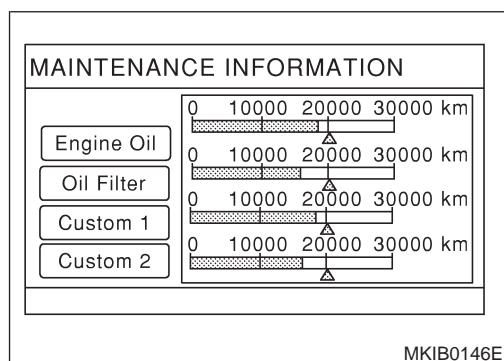 MAINTENANCE INFORMATION
0 10000 20000 30000 km
Engine Oil
0 10000 20000 30000 km
Oil Filter
0 10000 20000 30000 km
Custom 1
0 10000 20000 30000 km
Custom 2
MKIB0146E